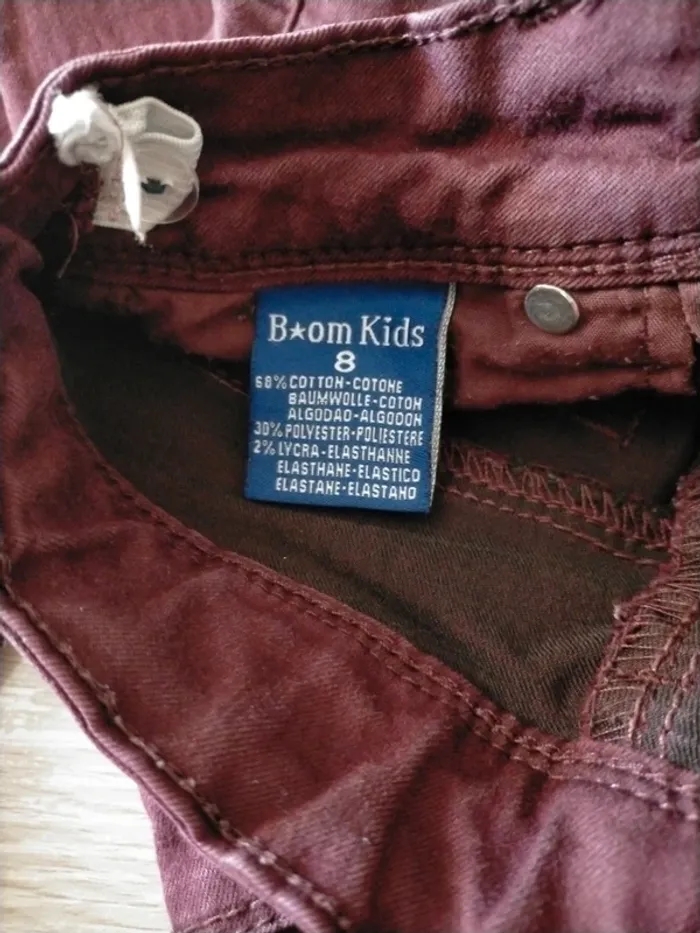 B★om Kids
8
68% COTTON-COTONE
BAUMWOLLE-COTON
ALGODAO-ALGODON
30% POLYESTER-POLIESTERE
2% LYCRA-ELASTHANNE
ELASTHANE-ELASTICO
ELASTANE-ELASTANO